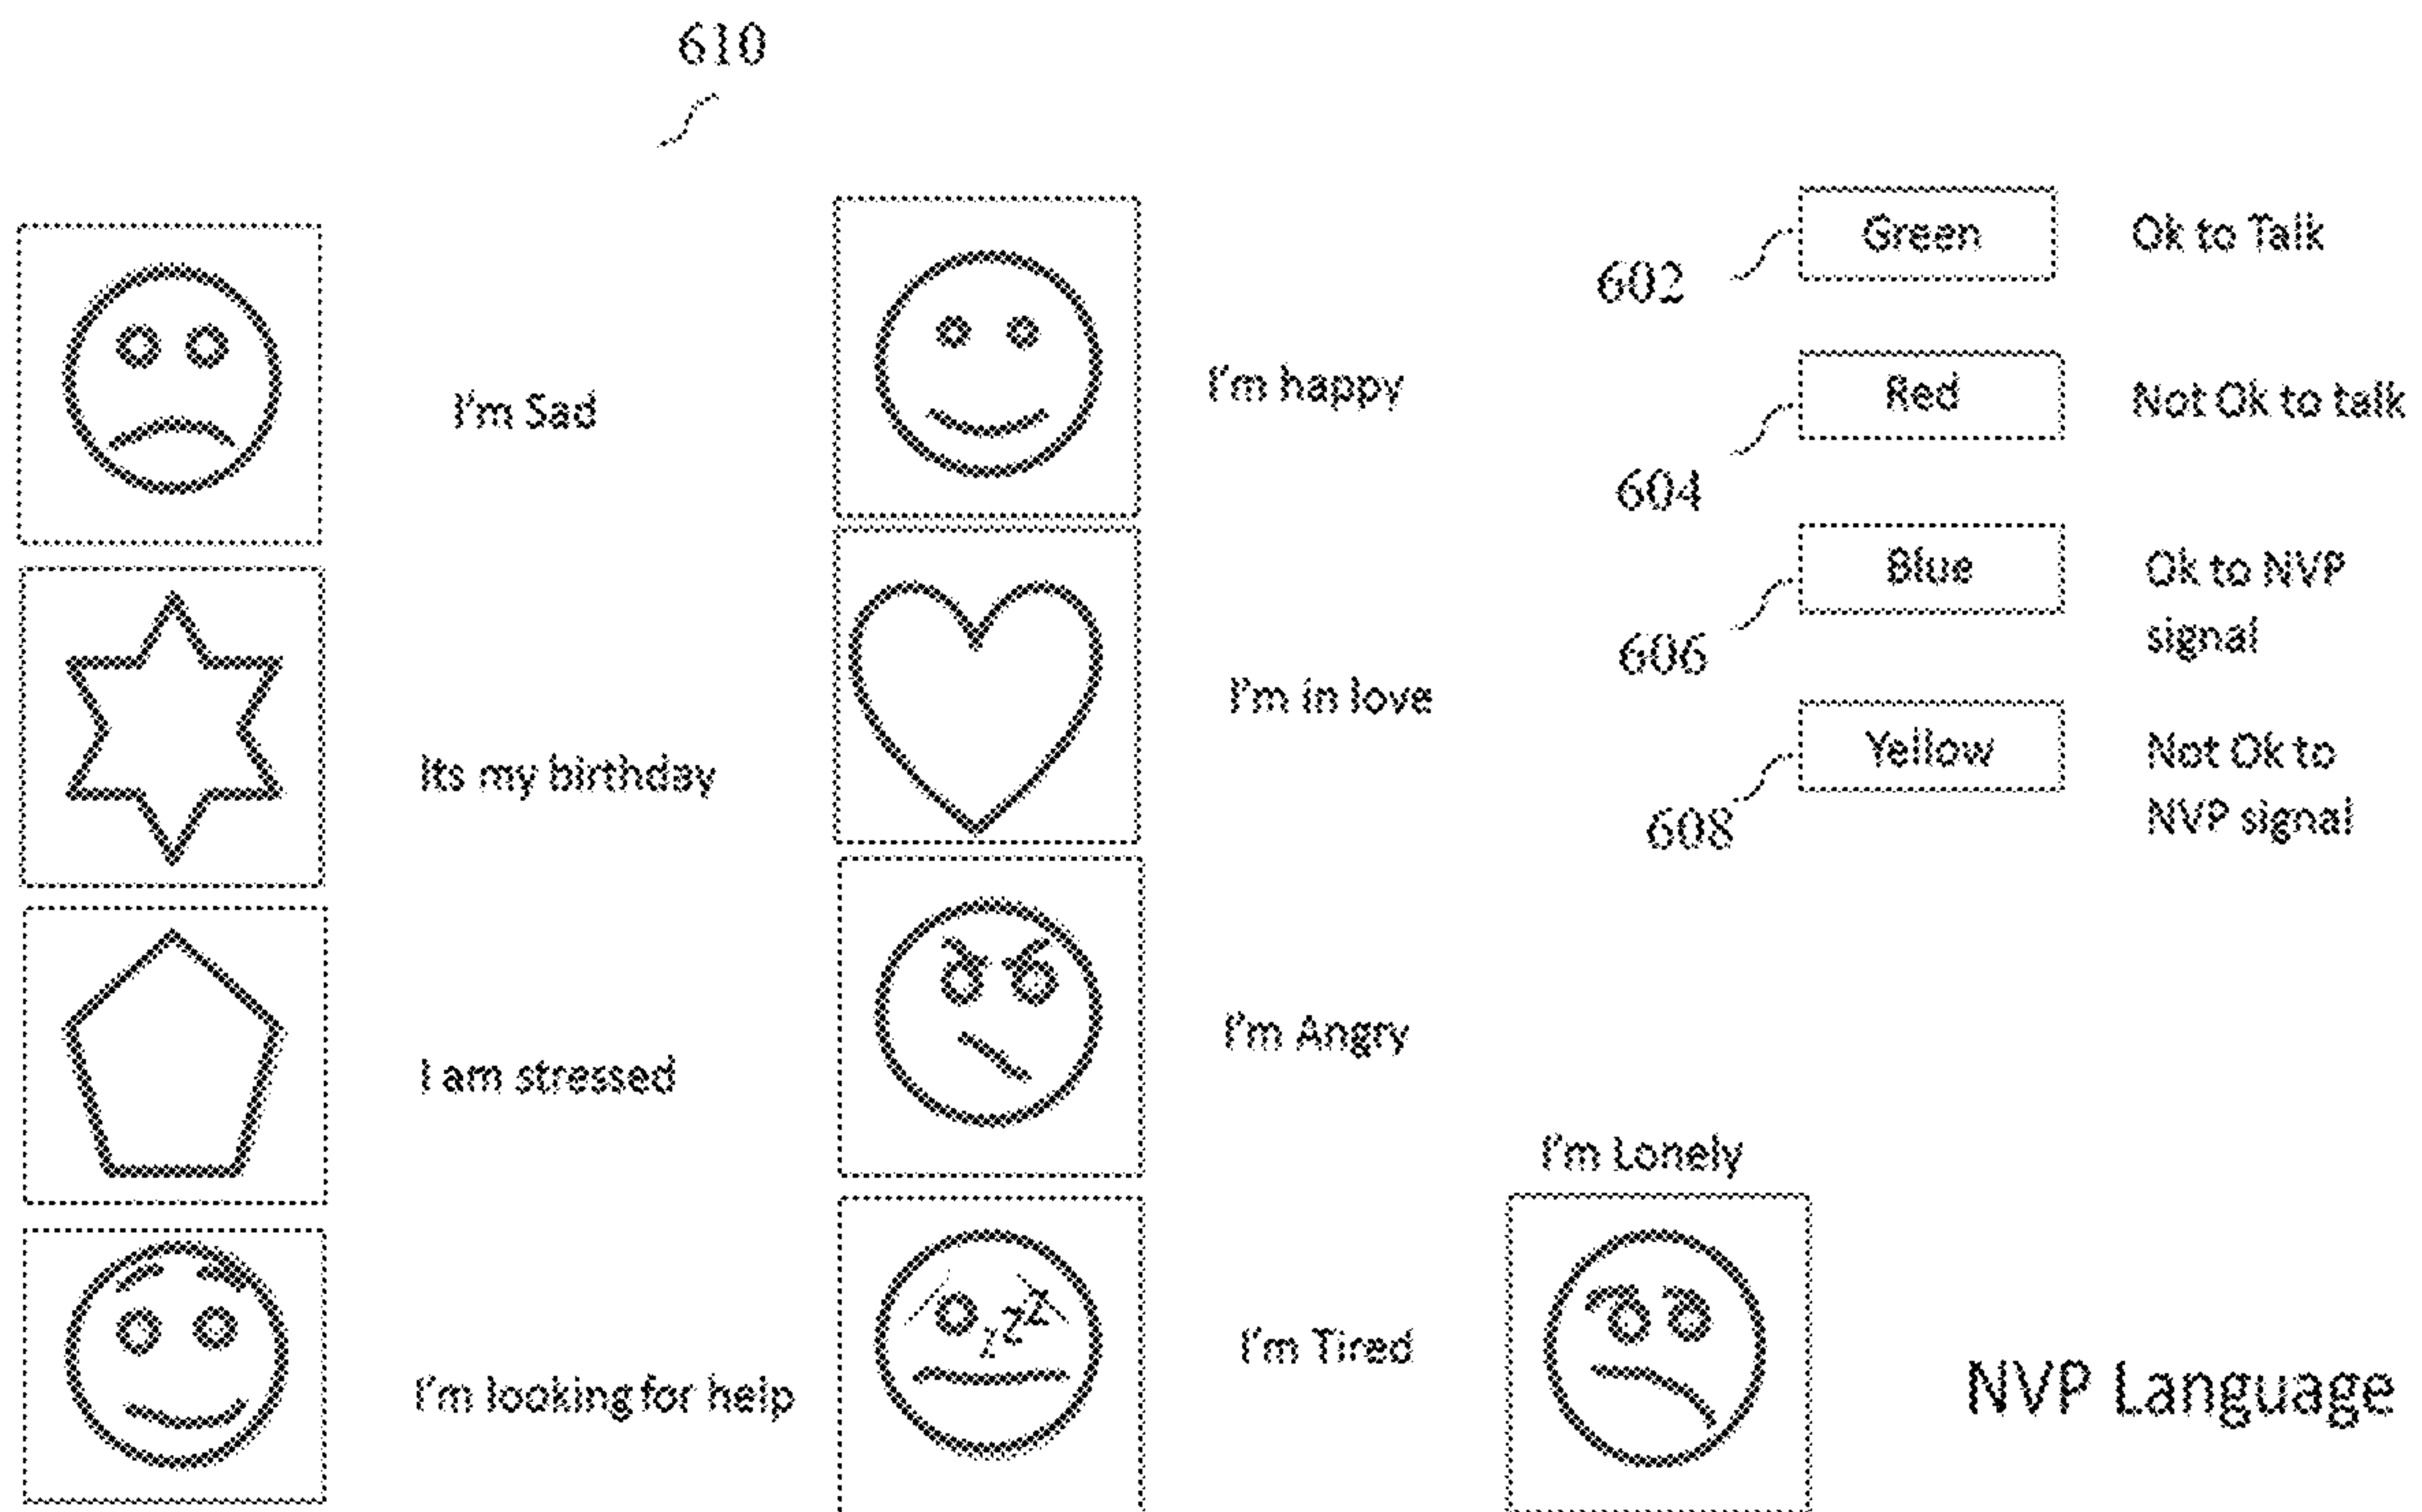 610
I'm Sad
Its my birthday
I am stressed
I'm looking for help
I'm happy
I'm in love
I'm Angry
I'm Tired
zzZ
I'm Lonely
602
Green
Ok to Talk
604
Red
Not Ok to talk
606
Blue
Ok to NVP
signal
608
Yellow
Not Ok to
NVP signal
NVP Language